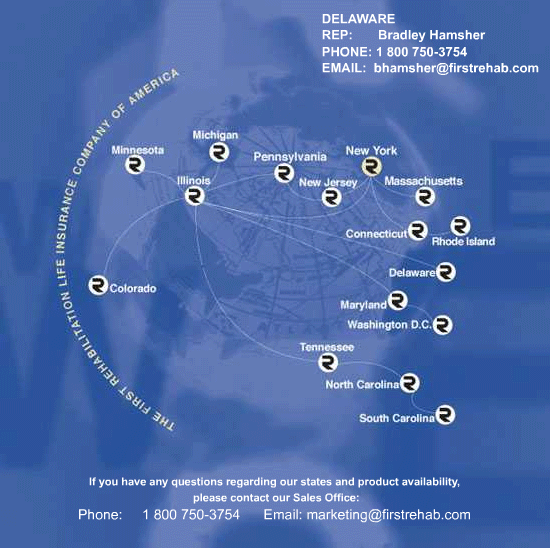 DELAWARE
REP: Bradley Hamsher
PHONE: 1 800 750-3754
EMAIL: bhamsher@firstrehab.com
THE FIRST REHABILITATION LIFE INSURANCE COMPANY OF AMERICA
Michigan
Minnesota
Pennsylvania
New York
Illinois
New Jersey
Massachusetts
Connecticut
Rhode Island
Delaware
Colorado
Maryland
Washington D.C.
Tennessee
North Carolina
South Carolina
If you have any questions regarding our states and product availability,
please contact our Sales Office:
Phone: 1 800 750-3754 Email: marketing@firstrehab.com